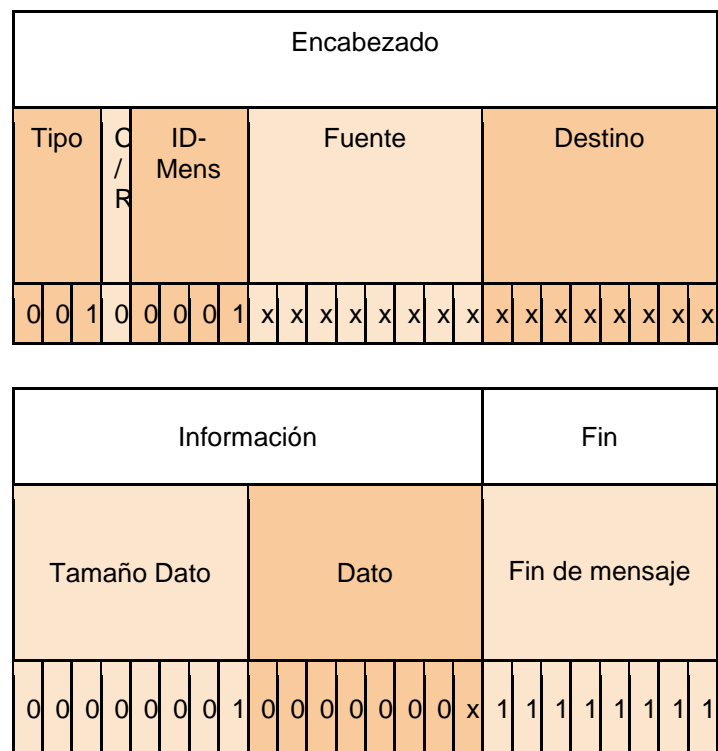 Encabezado
Tipo C / R ID-Mens Fuente Destino
0 0 1 0 0 0 0 1 x x x x x x x x x x x x x x x x
Información Fin
Tamaño Dato Dato Fin de mensaje
0 0 0 0 0 0 0 1 0 0 0 0 0 0 0 x 1 1 1 1 1 1 1 1